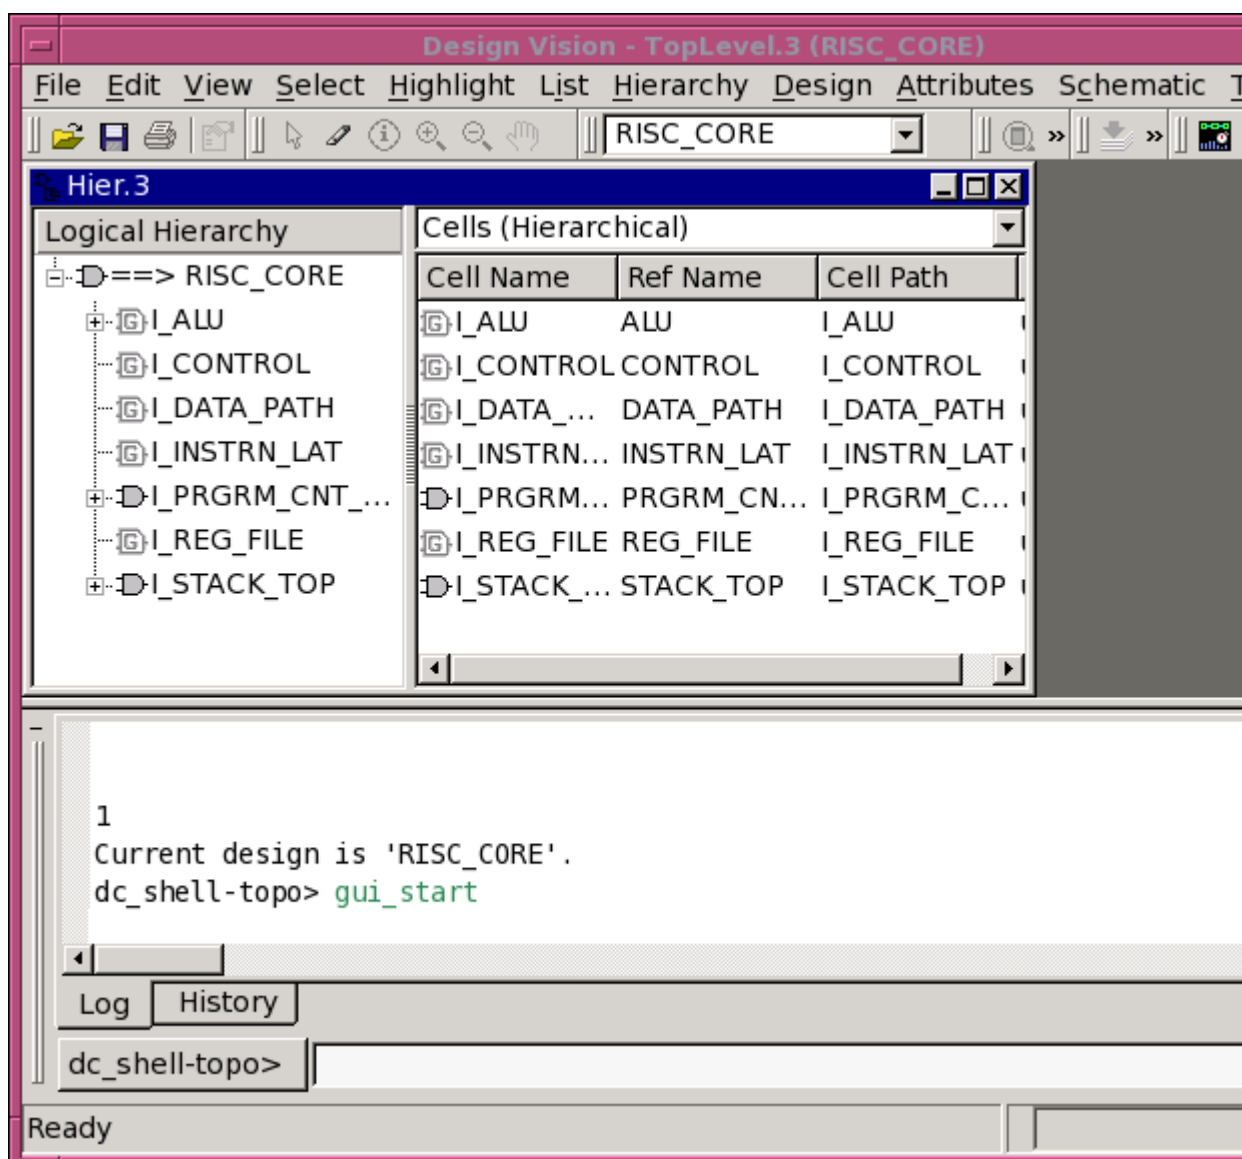 Design Vision - TopLevel.3 (RISC_CORE)
File Edit View Select Highlight List Hierarchy Design Attributes Schematic T
RISC_CORE
Hier.3
Logical Hierarchy
==> RISC_CORE
I_ALU
I_CONTROL
I_DATA_PATH
I_INSTRN_LAT
I_PRGRM_CNT_...
I_REG_FILE
I_STACK_TOP
Cells (Hierarchical)
Cell Name Ref Name Cell Path
I_ALU ALU I_ALU
I_CONTROL CONTROL I_CONTROL
I_DATA_... DATA_PATH I_DATA_PATH
I_INSTRN... INSTRN_LAT I_INSTRN_LAT
I_PRGRM... PRGRM_CN... I_PRGRM_C...
I_REG_FILE REG_FILE I_REG_FILE
I_STACK_... STACK_TOP I_STACK_TOP
1
Current design is 'RISC_CORE'.
dc_shell-topo> gui_start
Log History
dc_shell-topo>
Ready